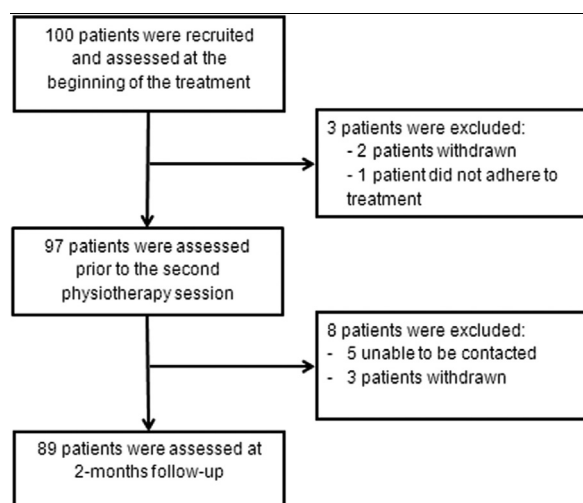 100 patients were recruited
and assessed at the
beginning of the treatment
3 patients were excluded:
- 2 patients withdrawn
- 1 patient did not adhere to
treatment
97 patients were assessed
prior to the second
physiotherapy session
8 patients were excluded:
- 5 unable to be contacted
- 3 patients withdrawn
89 patients were assessed at
2-months follow-up